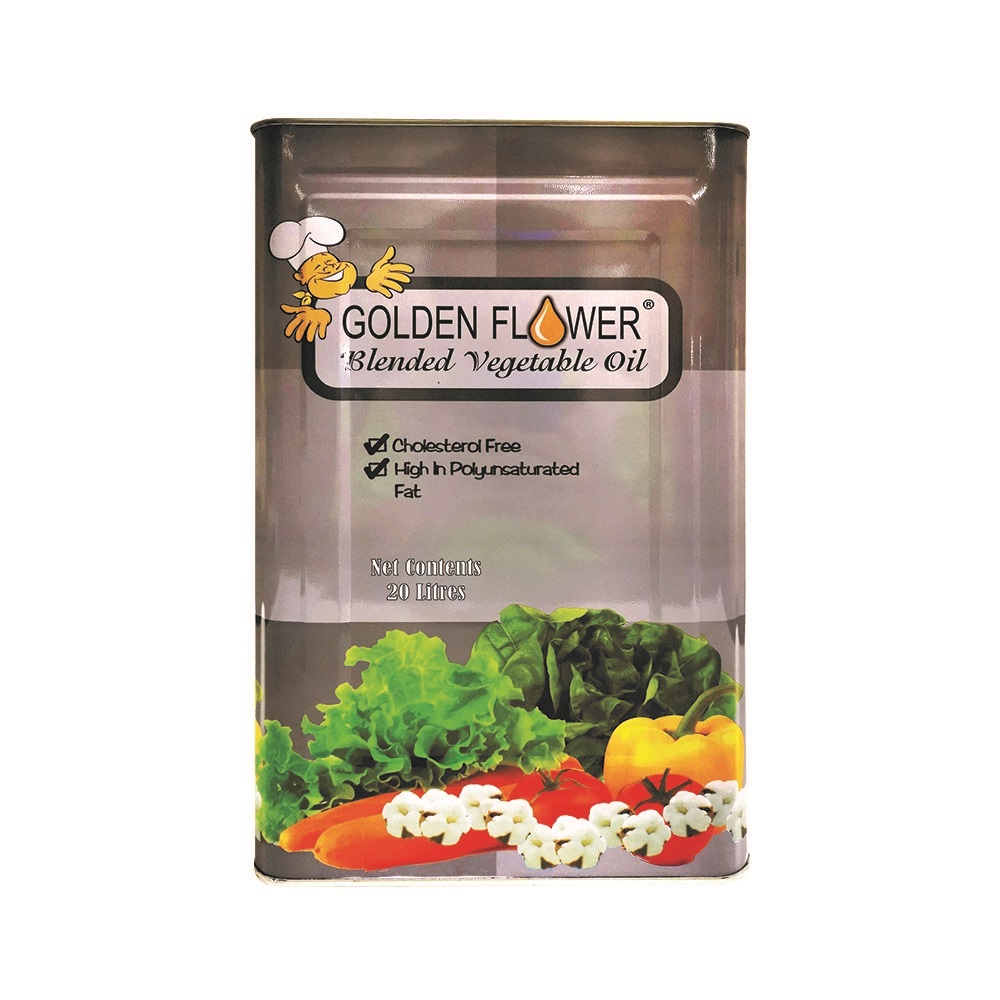 GOLDEN FLOWER®
Blended Vegetable Oil
Cholesterol Free
High In Polyunsaturated
Fat
Net Contents
20 Litres